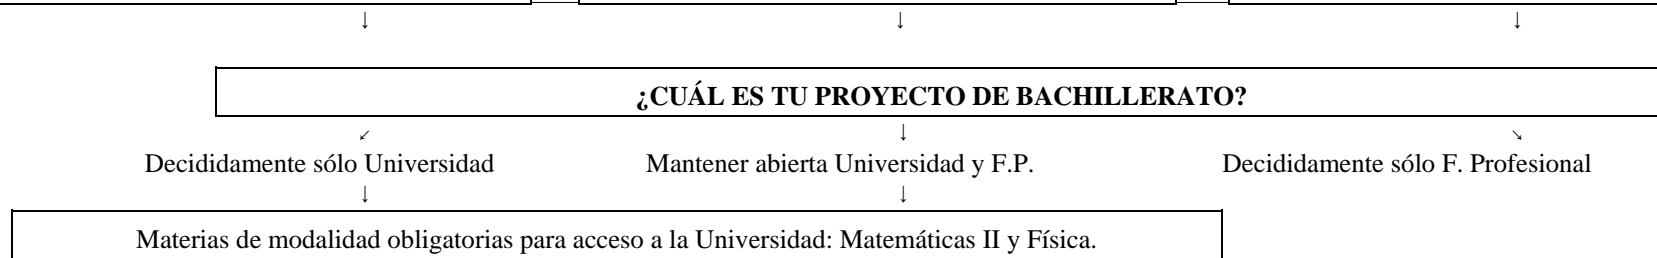 ↓ ↓ ↓
¿CUÁL ES TU PROYECTO DE BACHILLERATO?
↙ ↓ ↘
Decididamente sólo Universidad Mantener abierta Universidad y F.P. Decididamente sólo F. Profesional
↓ ↓
Materias de modalidad obligatorias para acceso a la Universidad: Matemáticas II y Física.